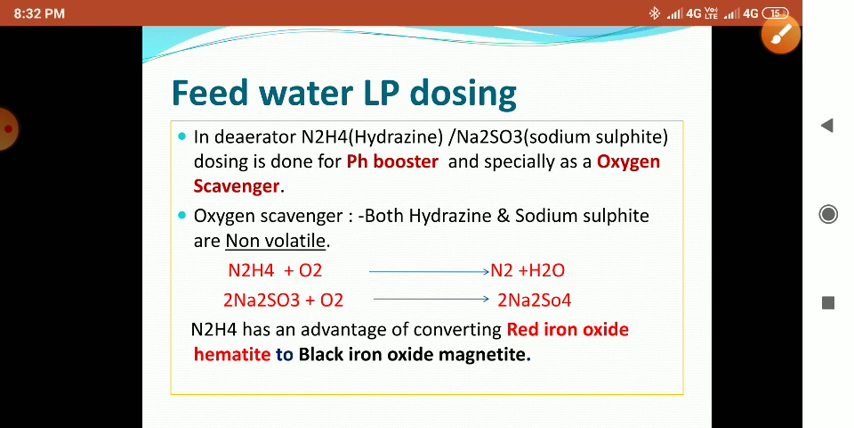 8:32 PM
4G Vo) LTE 4G 15
Feed water LP dosing
In deaerator N2H4(Hydrazine) /Na2SO3(sodium sulphite)
dosing is done for Ph booster and specially as a Oxygen
Scavenger.
Oxygen scavenger : -Both Hydrazine & Sodium sulphite
are Non volatile.
N2H4 + O2 → N2 +H2O
2Na2SO3 + O2 → 2Na2So4
N2H4 has an advantage of converting Red iron oxide
hematite to Black iron oxide magnetite.